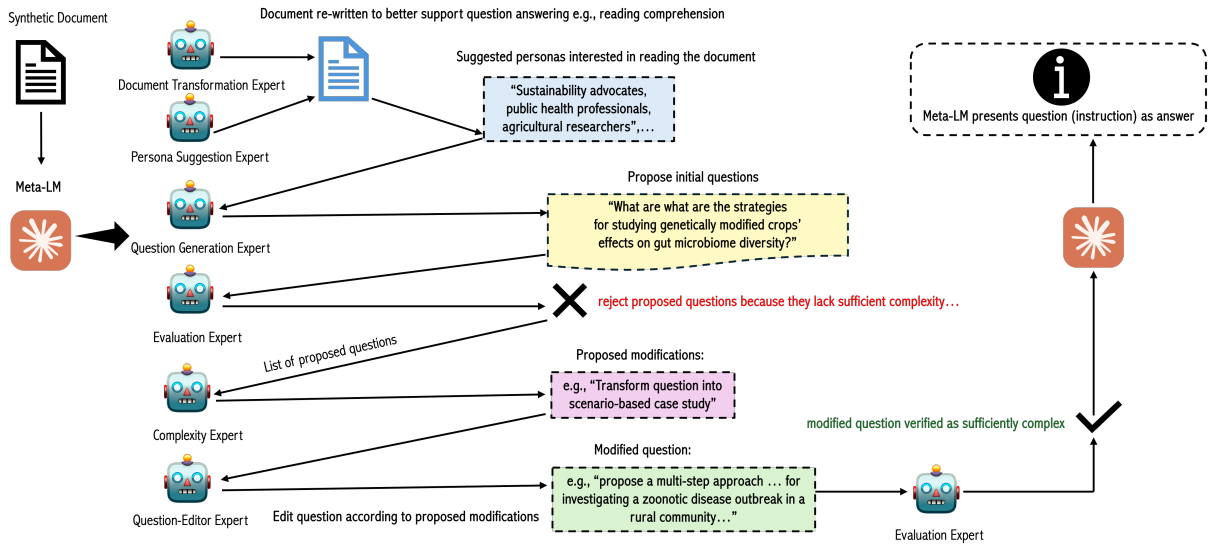 Synthetic Document
Document re-written to better support question answering e.g., reading comprehension
Document Transformation Expert
Suggested personas interested in reading the document
"Sustainability advocates,
public health professionals,
agricultural researchers",...
Persona Suggestion Expert
Meta-LM
Question Generation Expert
Propose initial questions
"What are what are the strategies
for studying genetically modified crops'
effects on gut microbiome diversity?"
Evaluation Expert
reject proposed questions because they lack sufficient complexity...
List of proposed questions
Complexity Expert
Proposed modifications:
e.g., "Transform question into
scenario-based case study"
Question-Editor Expert
Edit question according to proposed modifications
Modified question:
e.g., "propose a multi-step approach ... for
investigating a zoonotic disease outbreak in a
rural community..."
Evaluation Expert
modified question verified as sufficiently complex
Meta-LM presents question (instruction) as answer